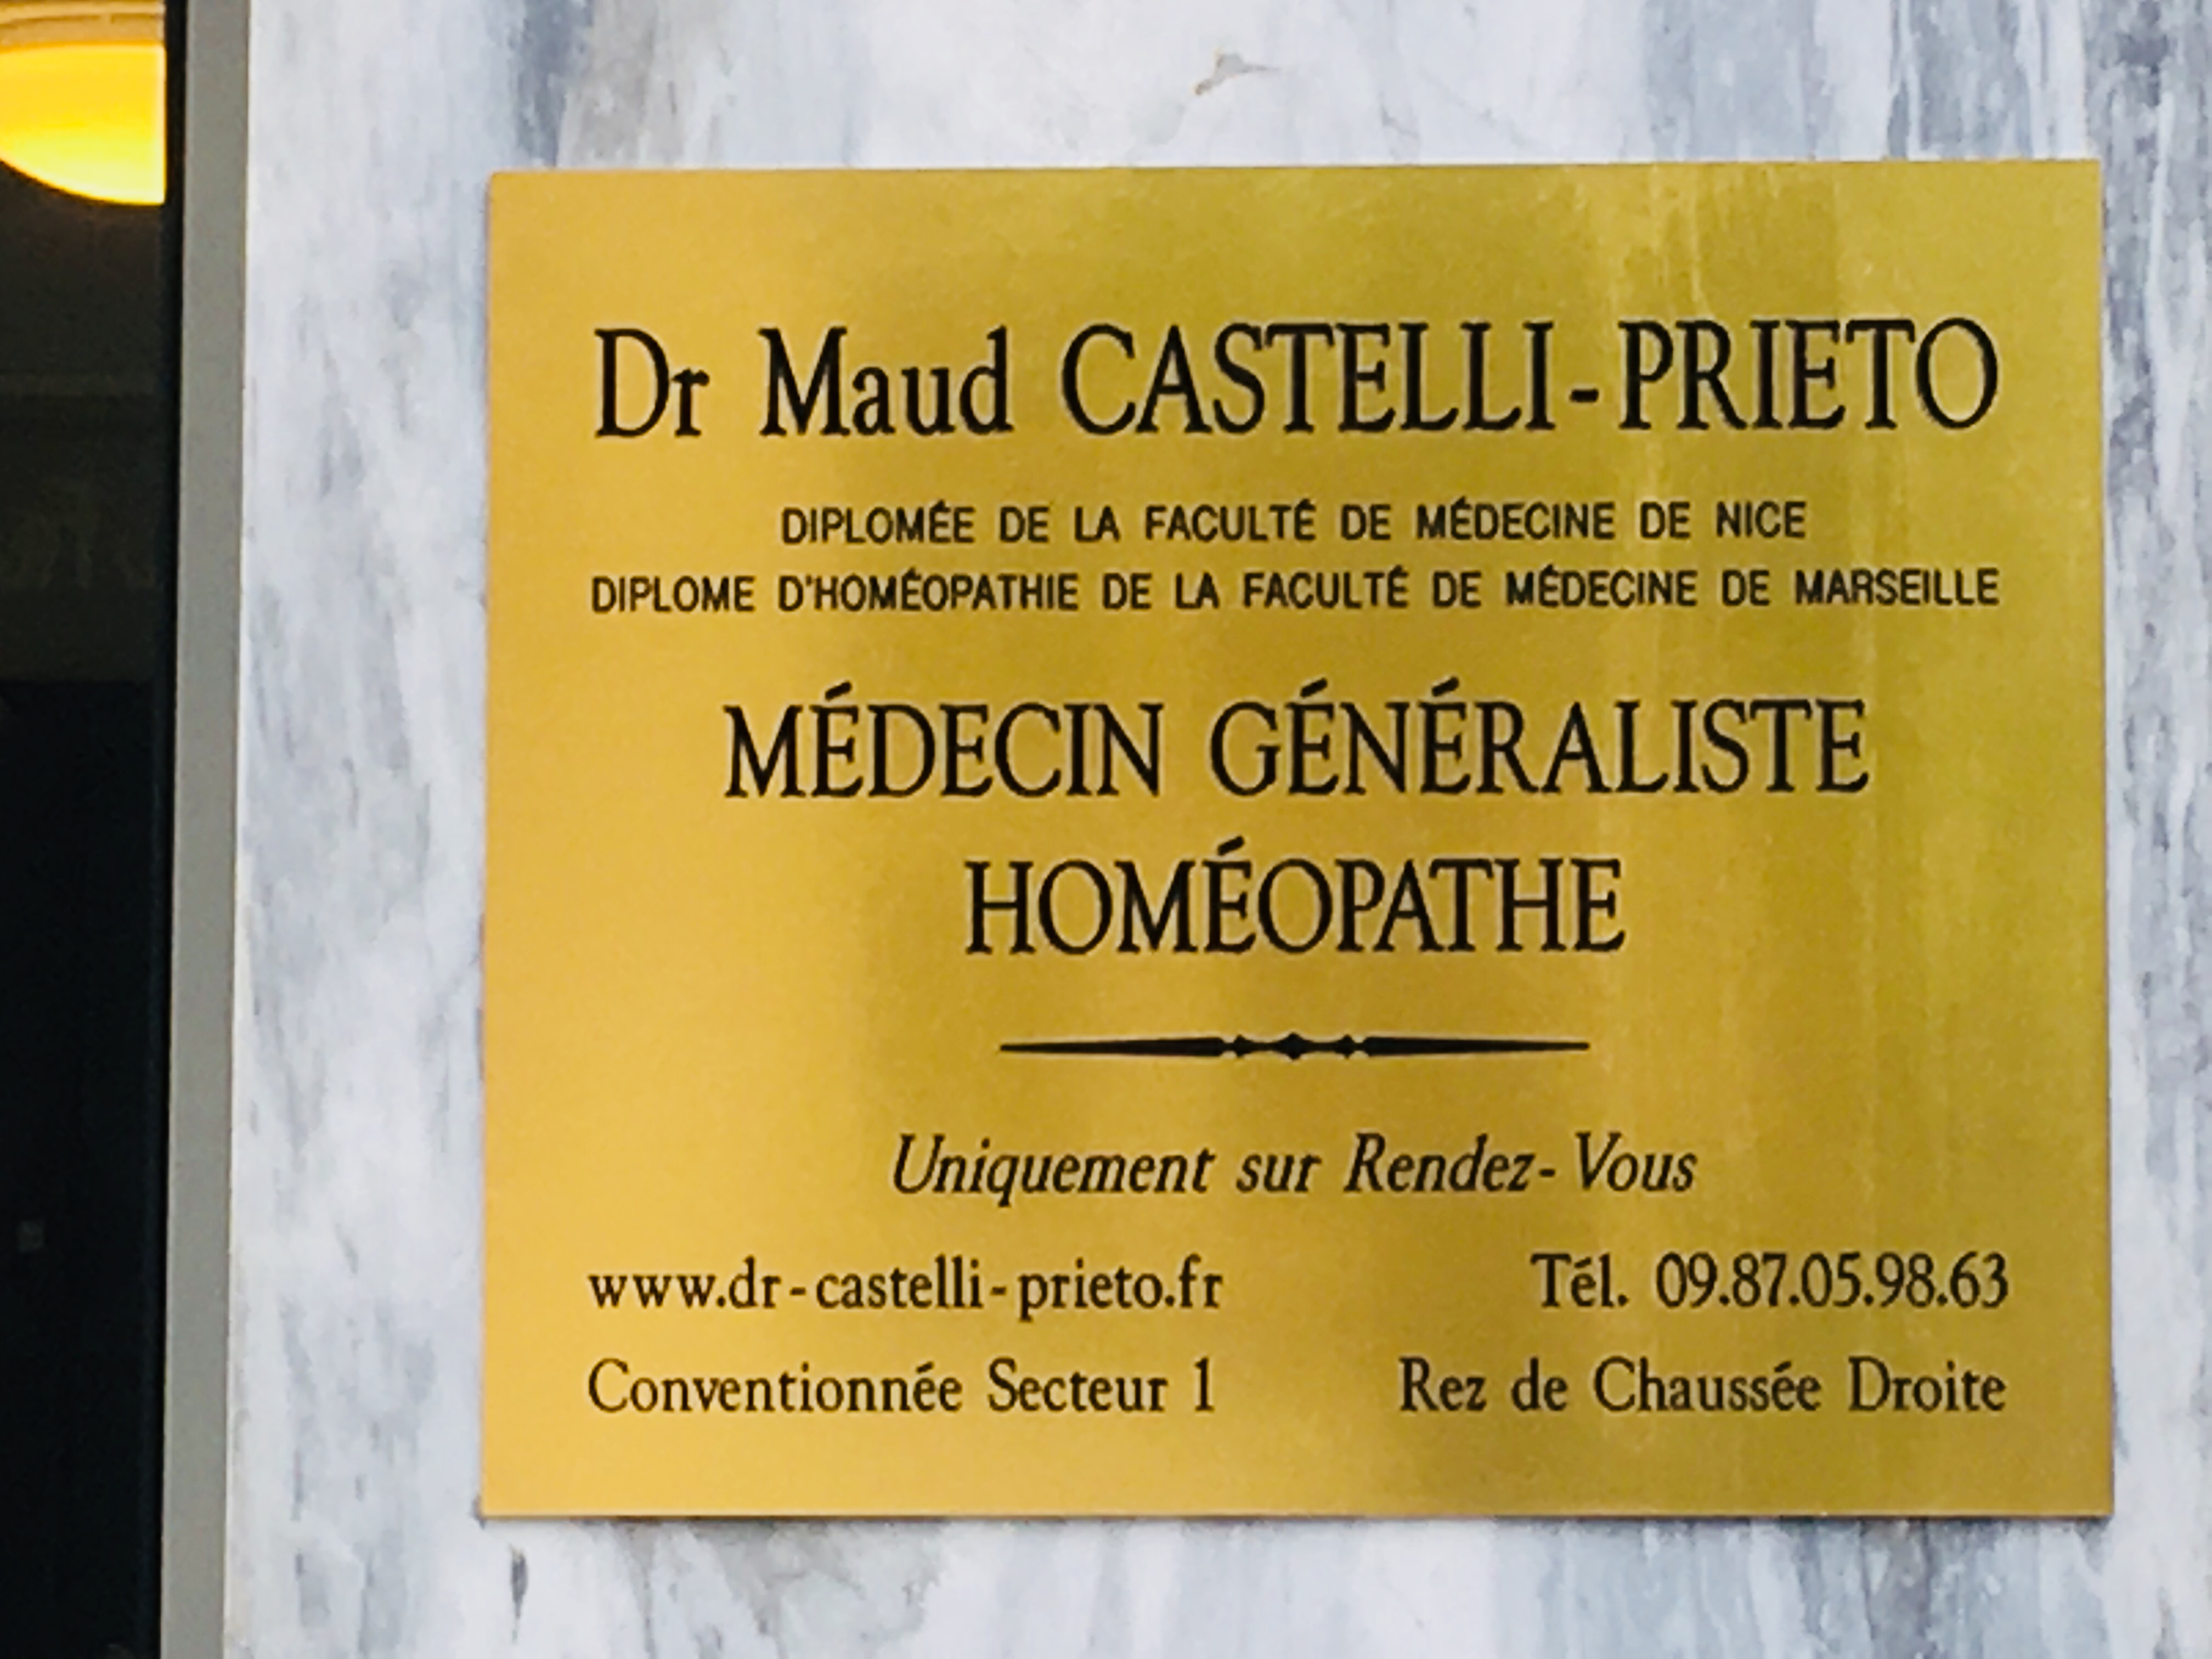 Dr Maud CASTELLI-PRIETO
DIPLOMÉE DE LA FACULTÉ DE MÉDECINE DE NICE
DIPLOME D'HOMÉOPATHIE DE LA FACULTÉ DE MÉDECINE DE MARSEILLE
MÉDECIN GÉNÉRALISTE
HOMÉOPATHE
Uniquement sur Rendez-Vous
www.dr-castelli-prieto.fr Tél. 09.87.05.98.63
Conventionnée Secteur 1 Rez de Chaussée Droite